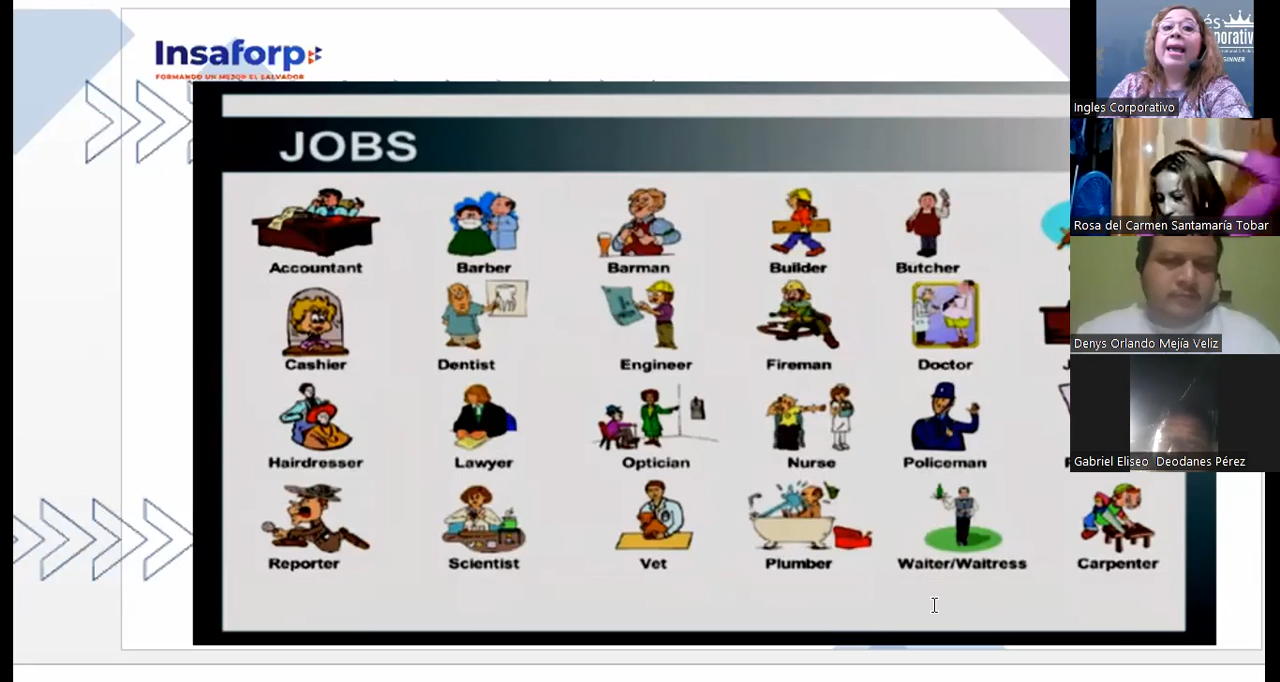 Insaforp
FORMANDO UN MEJOR EL SALVADOR
JOBS
Accountant
Barber
Barman
Builder
Butcher
Cashier
Dentist
Engineer
Fireman
Doctor
Hairdresser
Lawyer
Optician
Nurse
Policeman
Reporter
Scientist
Vet
Plumber
Waiter/Waitress
Carpenter
Ingles Corporativo
Rosa del Carmen Santamaría Tobar
Denys Orlando Mejía Veliz
Gabriel Eliseo Deodanes Pérez